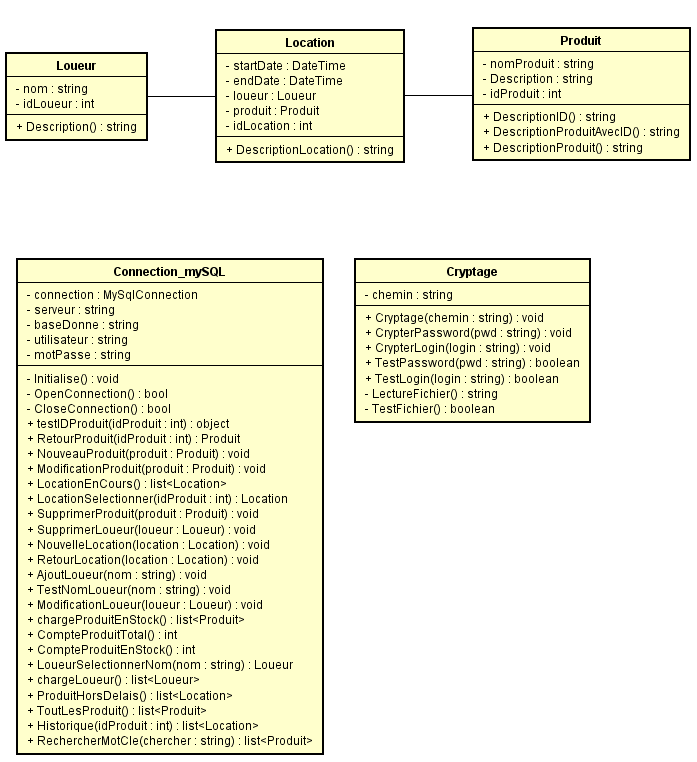 Loueur
- nom : string
- idLoueur : int
+ Description() : string
Location
- startDate : DateTime
- endDate : DateTime
- loueur : Loueur
- produit : Produit
- idLocation : int
+ DescriptionLocation() : string
Produit
- nomProduit : string
- Description : string
- idProduit : int
+ DescriptionID() : string
+ DescriptionProduitAvecID() : string
+ DescriptionProduit() : string
Connection_mySQL
- connection : MySqlConnection
- serveur : string
- baseDonne : string
- utilisateur : string
- motPasse : string
- Initialise() : void
- OpenConnection() : bool
- CloseConnection() : bool
+ testIDProduit(idProduit : int) : object
+ RetourProduit(idProduit : int) : Produit
+ NouveauProduit(produit : Produit) : void
+ ModificationProduit(produit : Produit) : void
+ LocationEnCours() : list<Location>
+ LocationSelectionner(idProduit : int) : Location
+ SupprimerProduit(produit : Produit) : void
+ SupprimerLoueur(loueur : Loueur) : void
+ NouvelleLocation(location : Location) : void
+ RetourLocation(location : Location) : void
+ AjoutLoueur(nom : string) : void
+ TestNomLoueur(nom : string) : void
+ ModificationLoueur(loueur : Loueur) : void
+ chargeProduitEnStock() : list<Produit>
+ CompteProduitTotal() : int
+ CompteProduitEnStock() : int
+ LoueurSelectionnerNom(nom : string) : Loueur
+ chargeLoueur() : list<Loueur>
+ ProduitHorsDelais() : list<Location>
+ ToutLesProduit() : list<Produit>
+ Historique(idProduit : int) : list<Location>
+ RechercherMotCle(chercher : string) : list<Produit>
Cryptage
- chemin : string
+ Cryptage(chemin : string) : void
+ CrypterPassword(pwd : string) : void
+ CrypterLogin(login : string) : void
+ TestPassword(pwd : string) : boolean
+ TestLogin(login : string) : boolean
- LectureFichier() : string
- TestFichier() : boolean